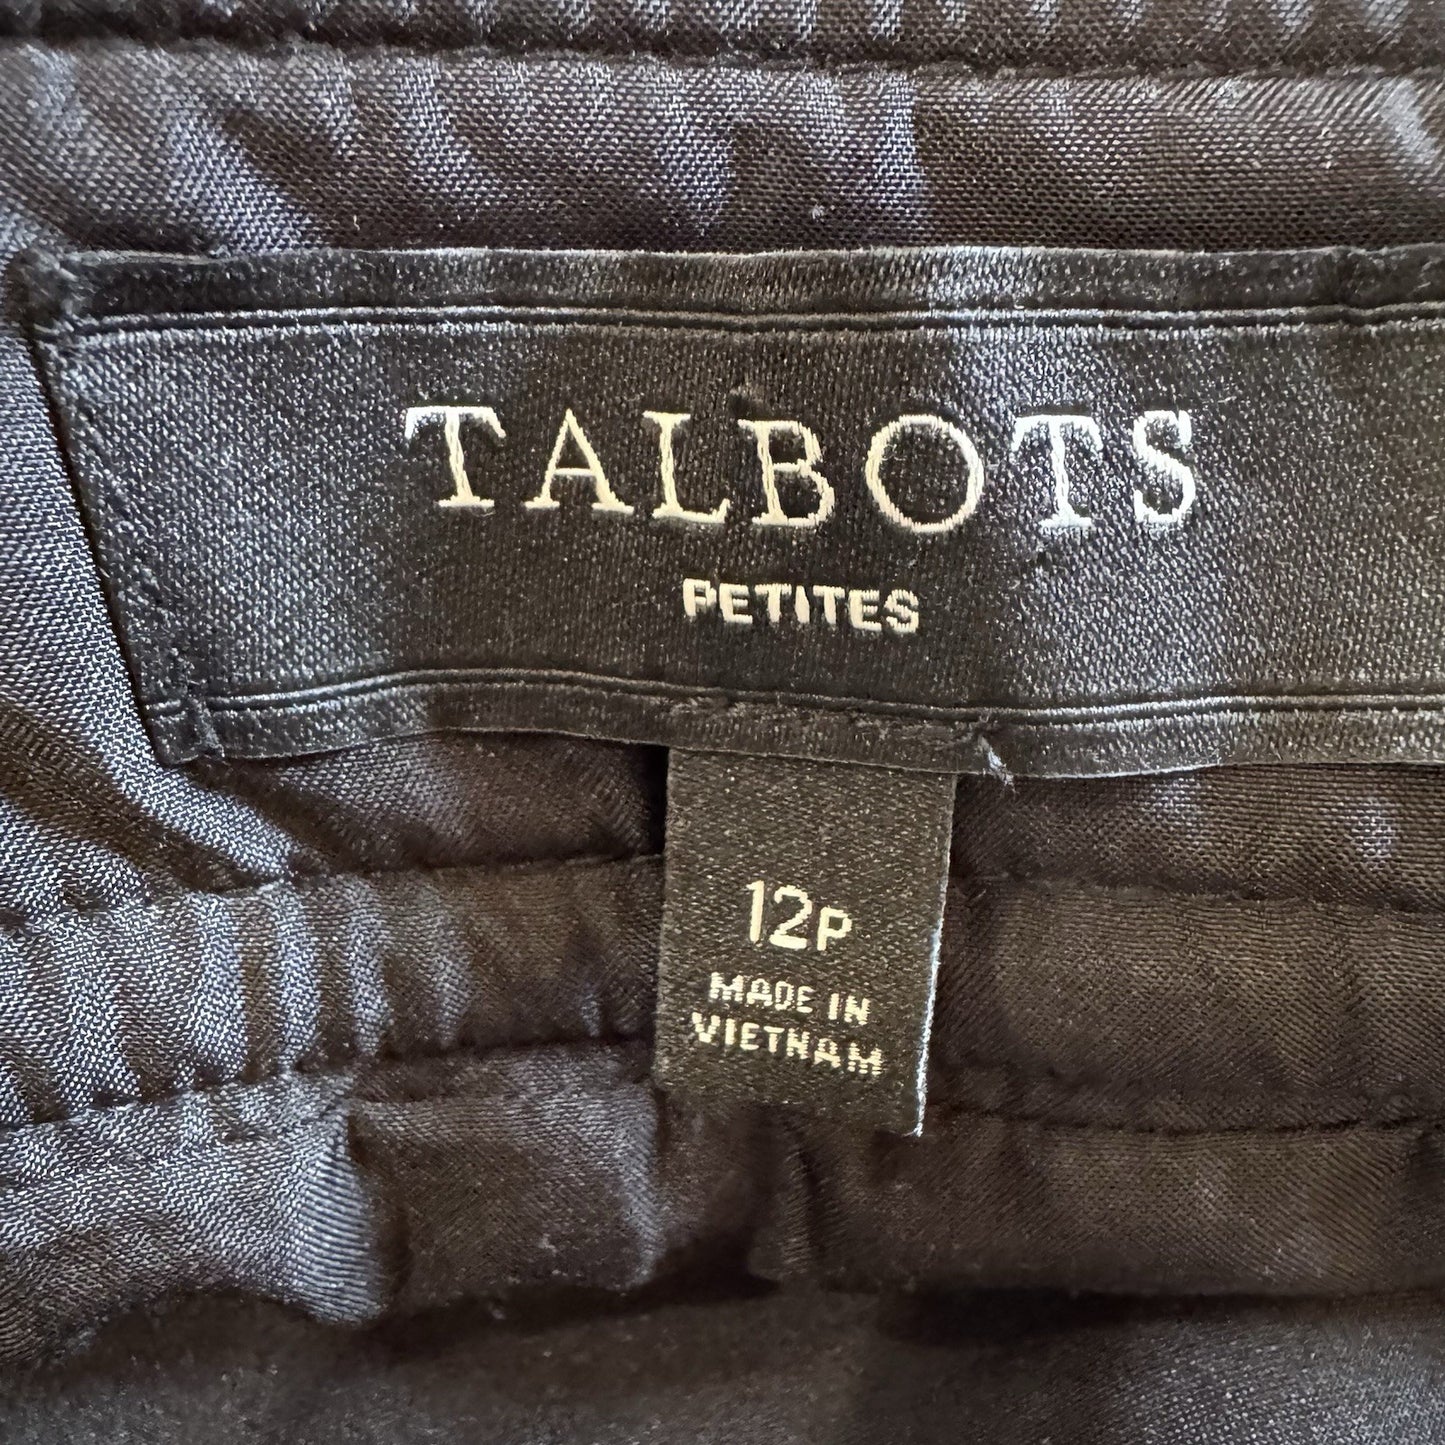 TALBOTS
PETITES
12P
MADE IN
VIETNAM